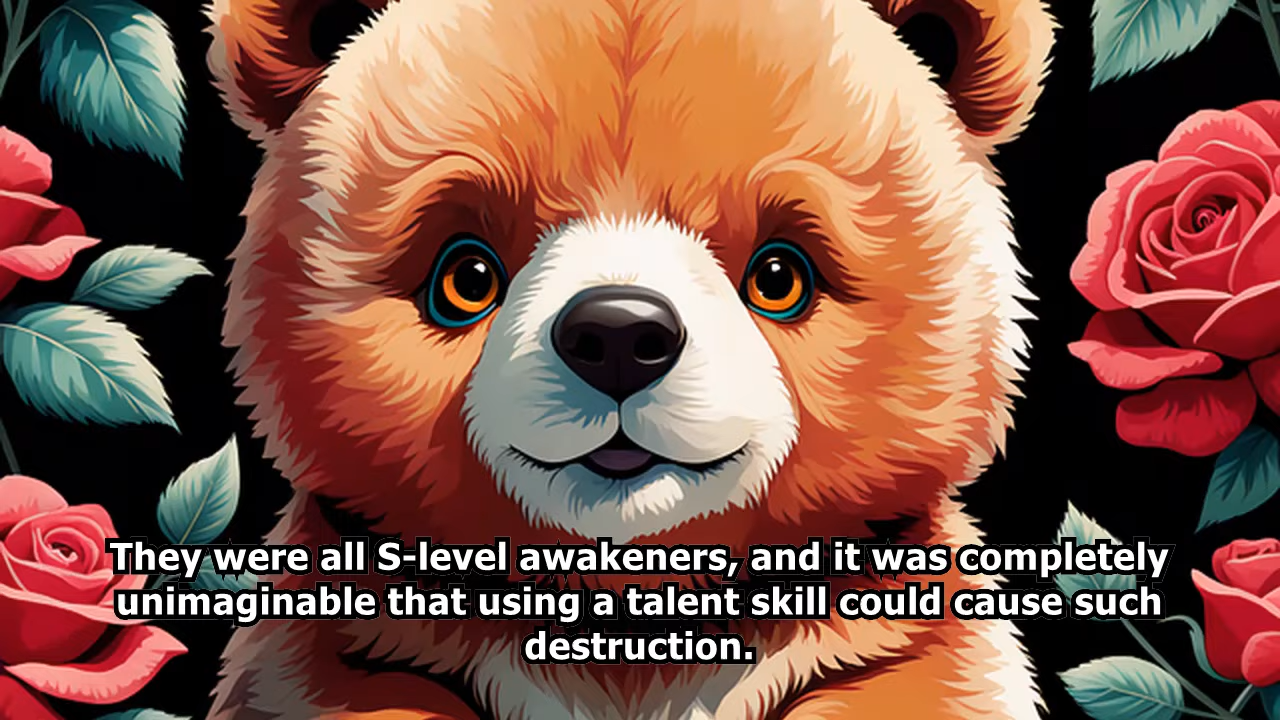 They were all S-level awakeners, and it was completely
unimaginable that using a talent skill could cause such
destruction.